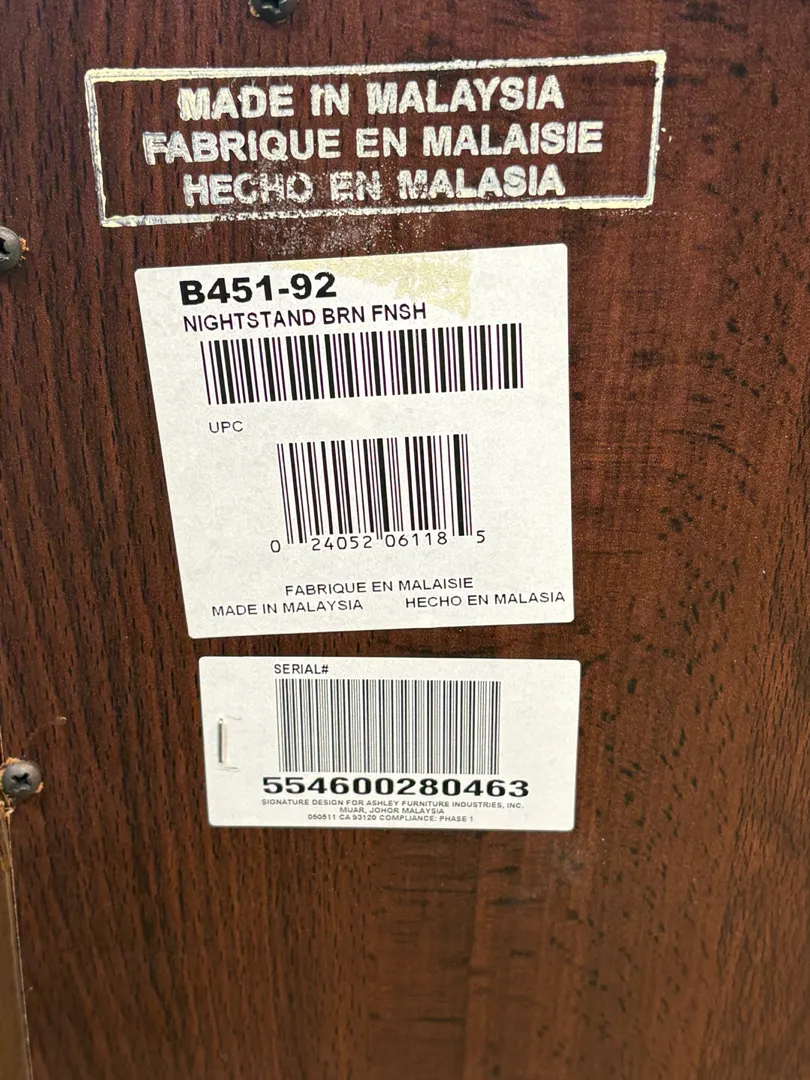 MADE IN MALAYSIA
FABRIQUE EN MALAISIE
HECHO EN MALASIA
B451-92
NIGHTSTAND BRN FNSH
UPC
0 24052 06118 5
FABRIQUE EN MALAISIE
MADE IN MALAYSIA HECHO EN MALASIA
SERIAL#
554600280463
SIGNATURE DESIGN FOR ASHLEY FURNITURE INDUSTRIES, INC.
MUAR, JOHOR MALAYSIA
050511 CA 93120 COMPLIANCE: PHASE 1